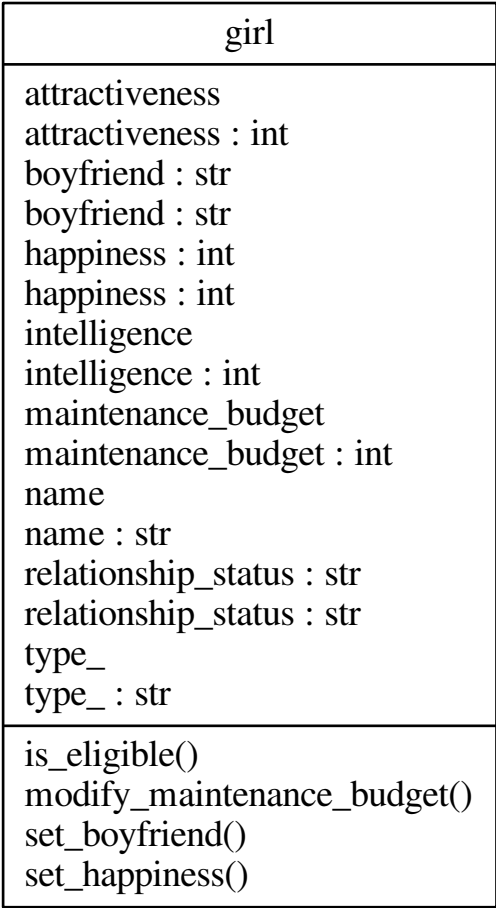 girl
attractiveness
attractiveness : int
boyfriend : str
boyfriend : str
happiness : int
happiness : int
intelligence
intelligence : int
maintenance_budget
maintenance_budget : int
name
name : str
relationship_status : str
relationship_status : str
type_
type_ : str
is_eligible()
modify_maintenance_budget()
set_boyfriend()
set_happiness()